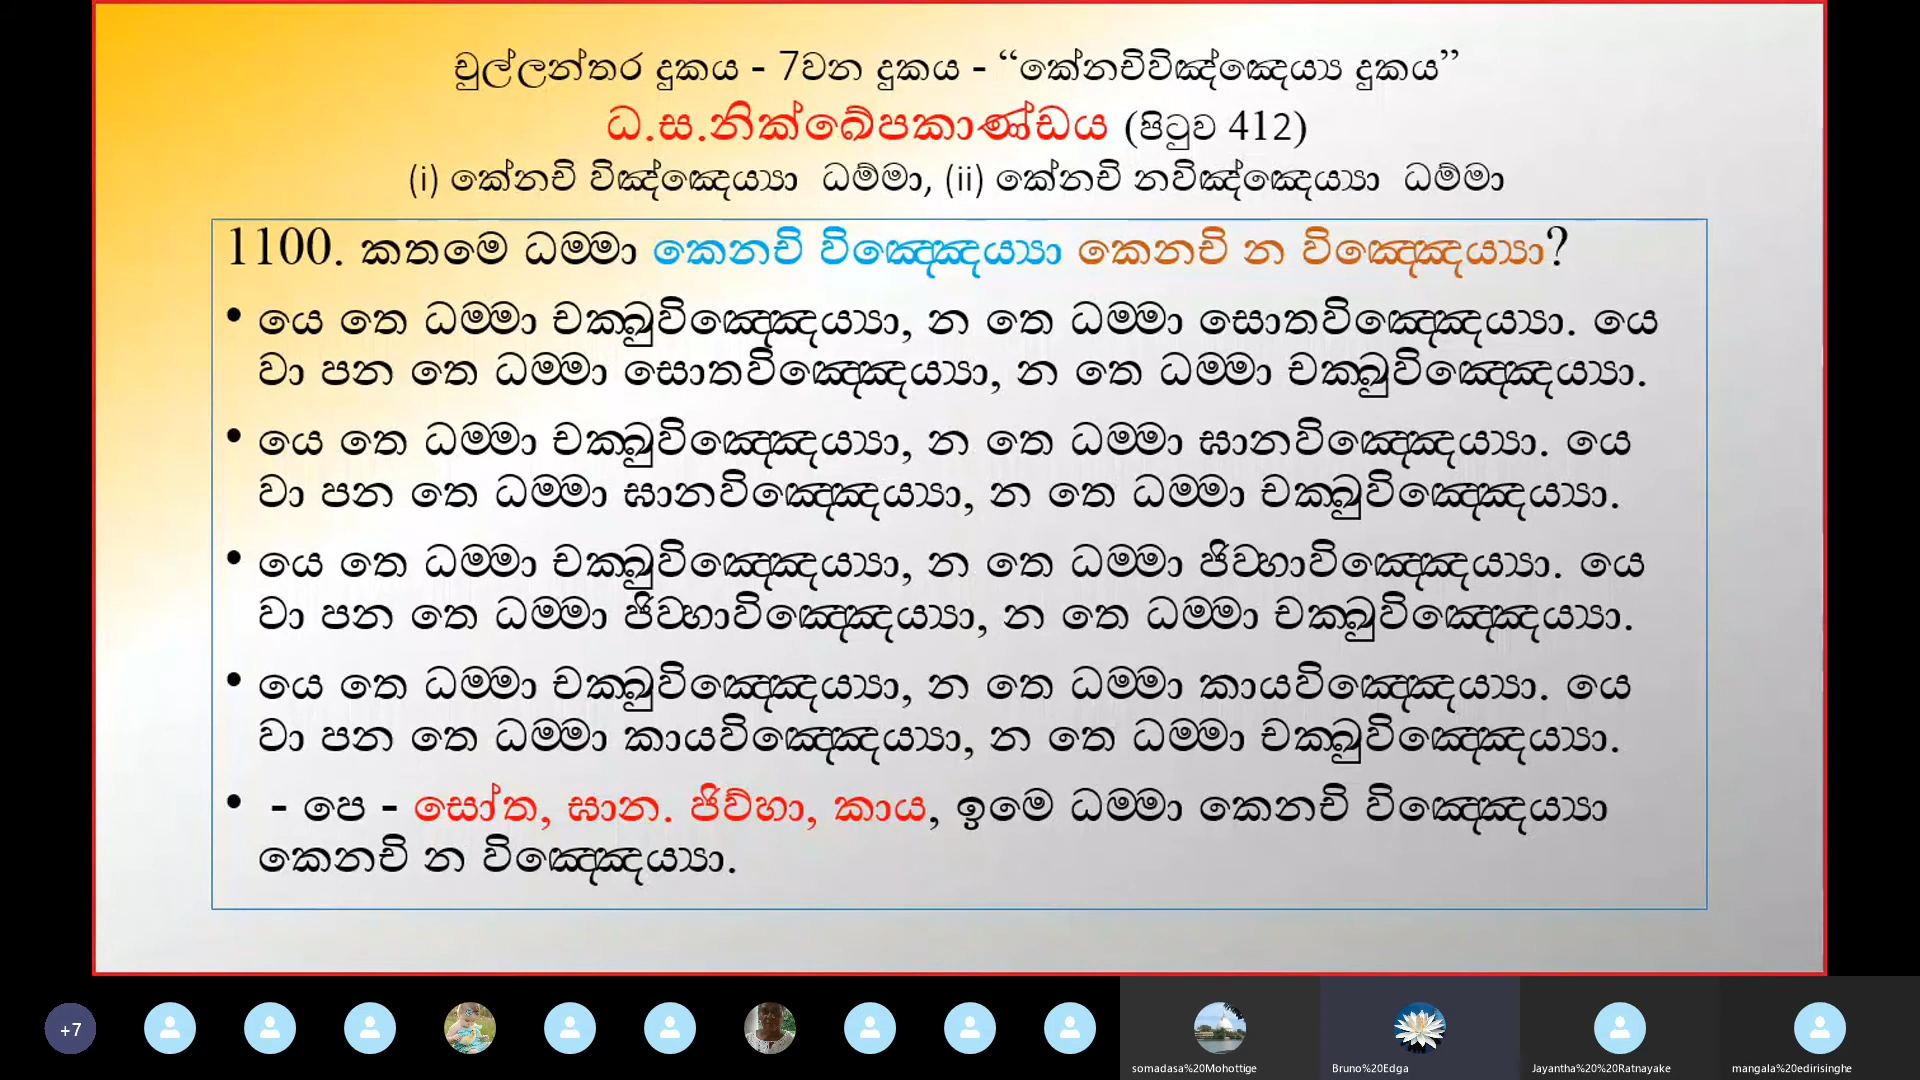 චුල්ලන්තර දුකය - 7වන දුකය - “කේනචිවිඤ්ඤෙය්‍ය දුකය”
ධ.ස.නික්ඛේපකාණ්ඩය (පිටුව 412)
(i) කේනචි විඤ්ඤෙය්‍යා ධම්මා, (ii) කේනචි නවිඤ්ඤෙය්‍යා ධම්මා
1100. කතමෙ ධම‍්මා කෙනචි විඤ‍්ඤෙය්‍යා කෙනචි න විඤ‍්ඤෙය්‍යා?
• යෙ තෙ ධම‍්මා චක‍්ඛුවිඤ‍්ඤෙය්‍යා, න තෙ ධම‍්මා සොතවිඤ‍්ඤෙය්‍යා. යෙ
වා පන තෙ ධම‍්මා සොතවිඤ‍්ඤෙය්‍යා, න තෙ ධම‍්මා චක‍්ඛුවිඤ‍්ඤෙය්‍යා.
• යෙ තෙ ධම‍්මා චක‍්ඛුවිඤ‍්ඤෙය්‍යා, න තෙ ධම‍්මා ඝානවිඤ‍්ඤෙය්‍යා. යෙ
වා පන තෙ ධම‍්මා ඝානවිඤ‍්ඤෙය්‍යා, න තෙ ධම‍්මා චක‍්ඛුවිඤ‍්ඤෙය්‍යා.
• යෙ තෙ ධම‍්මා චක‍්ඛුවිඤ‍්ඤෙය්‍යා, න තෙ ධම‍්මා ජිව‍්හාවිඤ‍්ඤෙය්‍යා. යෙ
වා පන තෙ ධම‍්මා ජිව‍්හාවිඤ‍්ඤෙය්‍යා, න තෙ ධම‍්මා චක‍්ඛුවිඤ‍්ඤෙය්‍යා.
• යෙ තෙ ධම‍්මා චක‍්ඛුවිඤ‍්ඤෙය්‍යා, න තෙ ධම‍්මා කායවිඤ‍්ඤෙය්‍යා. යෙ
වා පන තෙ ධම‍්මා කායවිඤ‍්ඤෙය්‍යා, න තෙ ධම‍්මා චක‍්ඛුවිඤ‍්ඤෙය්‍යා.
• - පෙ - සෝත, ඝාන. ජිව්හා, කාය, ඉමෙ ධම‍්මා කෙනචි විඤ‍්ඤෙය්‍යා
කෙනචි න විඤ‍්ඤෙය්‍යා.
+7
somadasa%20Mohottige
Bruno%20Edga
Jayantha%20%20Ratnayake
mangala%20edirisinghe